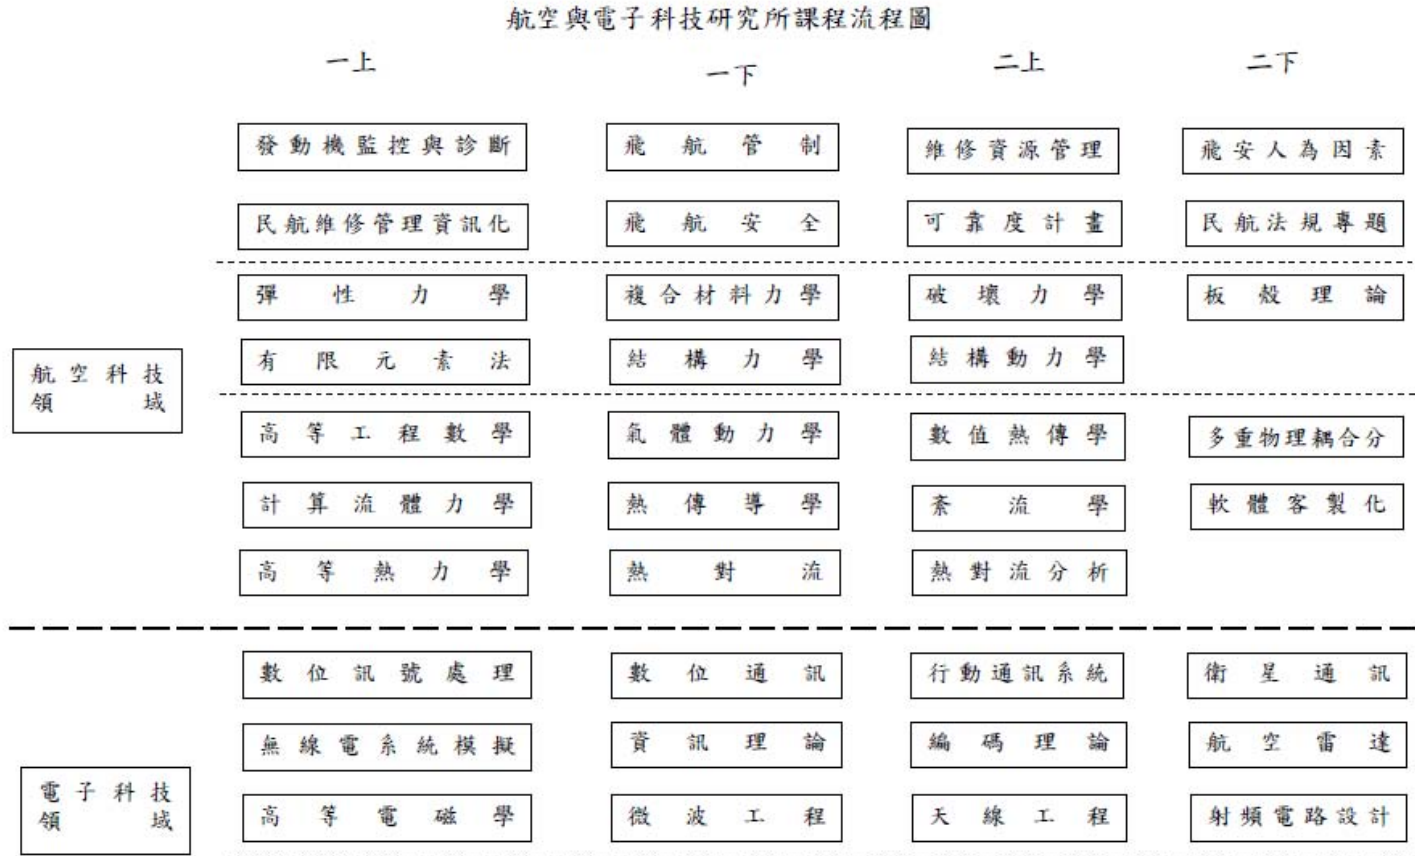 航空與電子科技研究所課程流程圖
一上
一下
二上
二下
發動機監控與診斷
飛航管制
維修資源管理
飛安人為因素
民航維修管理資訊化
飛航安全
可靠度計畫
民航法規專題
彈性力學
複合材料力學
破壞力學
板殼理論
有限元素法
結構力學
結構動力學
航空科技
領域
高等工程數學
氣體動力學
數值熱傳學
多重物理耦合分
計算流體力學
熱傳導學
紊流學
軟體客製化
高等熱力學
熱對流
熱對流分析
數位訊號處理
數位通訊
行動通訊系統
衛星通訊
無線電系統模擬
資訊理論
編碼理論
航空雷達
電子科技
領域
高等電磁學
微波工程
天線工程
射頻電路設計